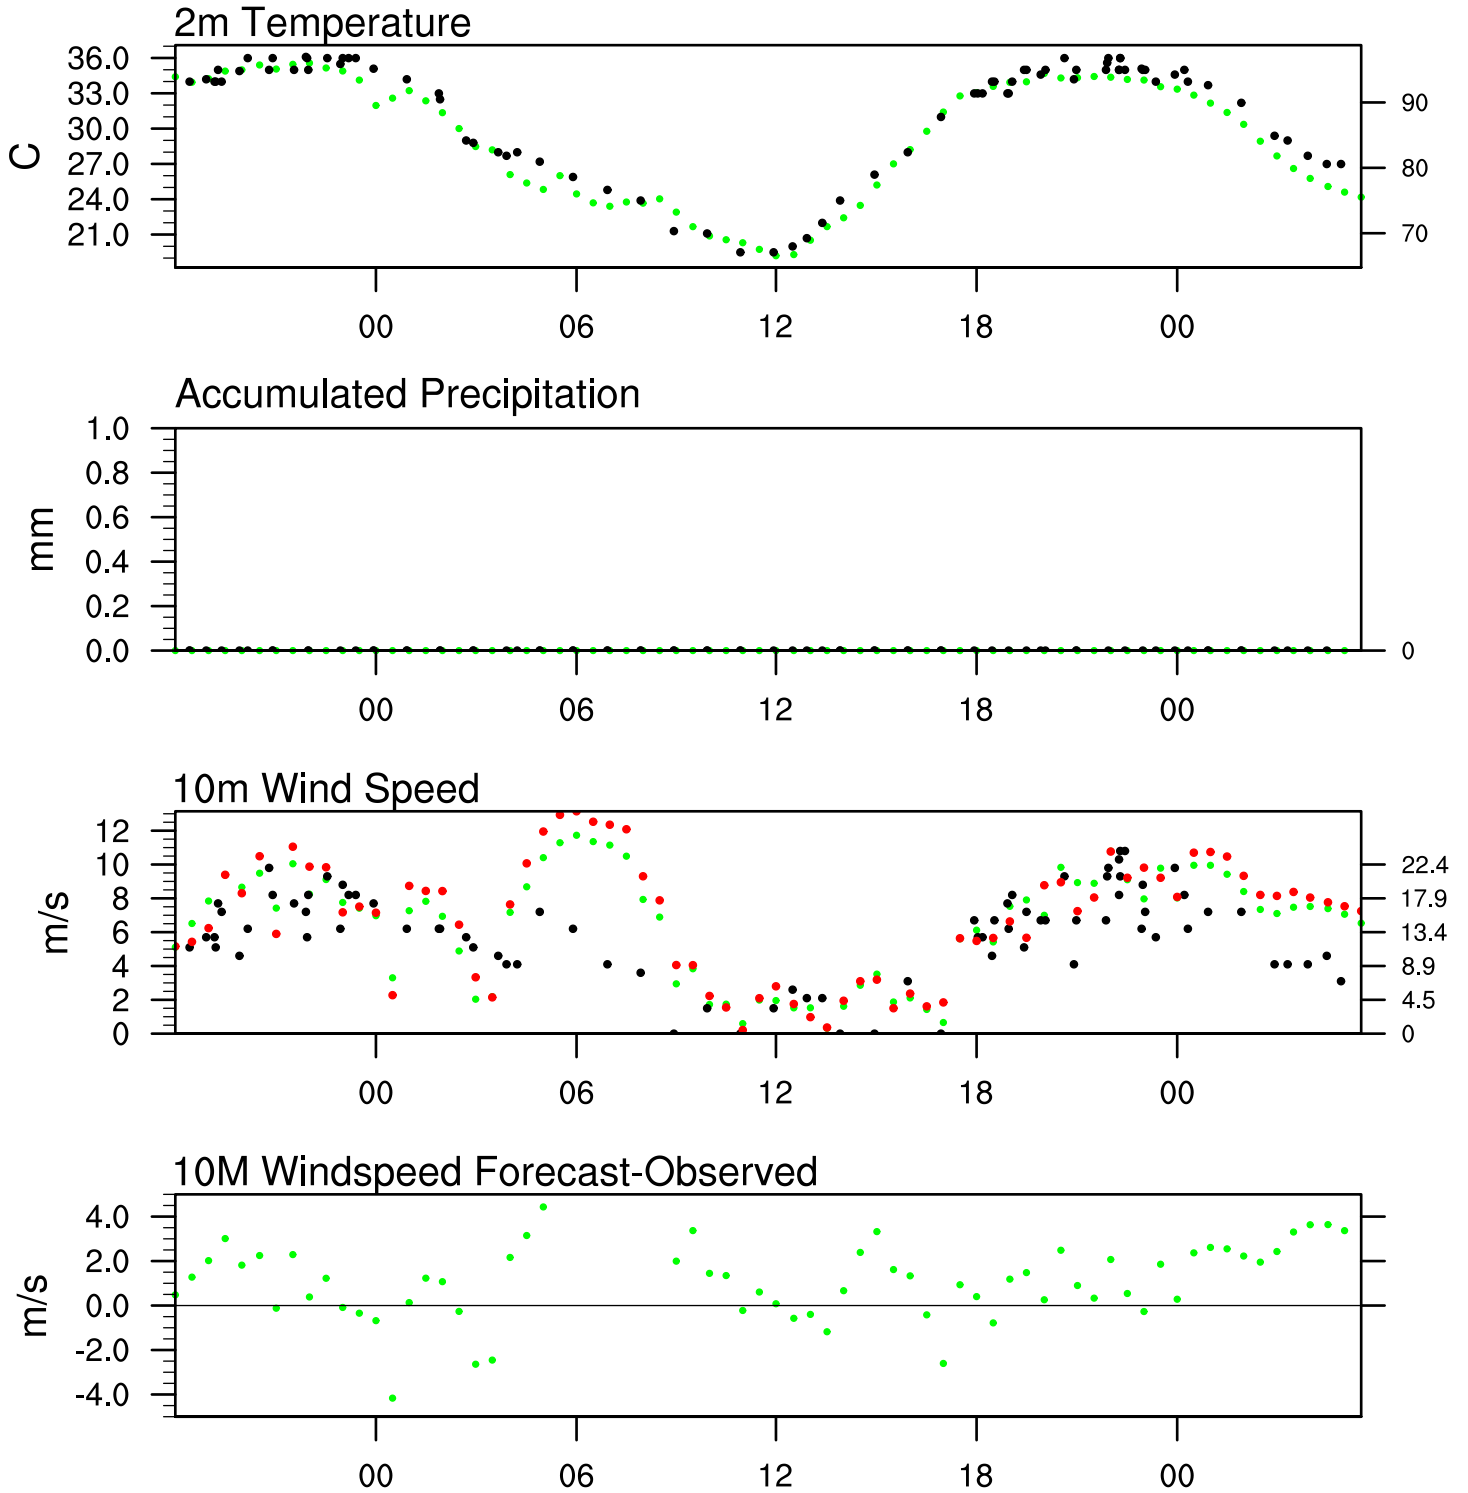 2m Temperature
36.0
33.0
30.0
27.0
24.0
21.0
C
90
80
70
00 06 12 18 00
Accumulated Precipitation
1.0
0.8
0.6
0.4
0.2
0.0
mm
0
00 06 12 18 00
10m Wind Speed
12
10
8
6
4
2
0
m/s
22.4
17.9
13.4
8.9
4.5
0
00 06 12 18 00
10M Windspeed Forecast-Observed
4.0
2.0
0.0
-2.0
-4.0
m/s
00 06 12 18 00